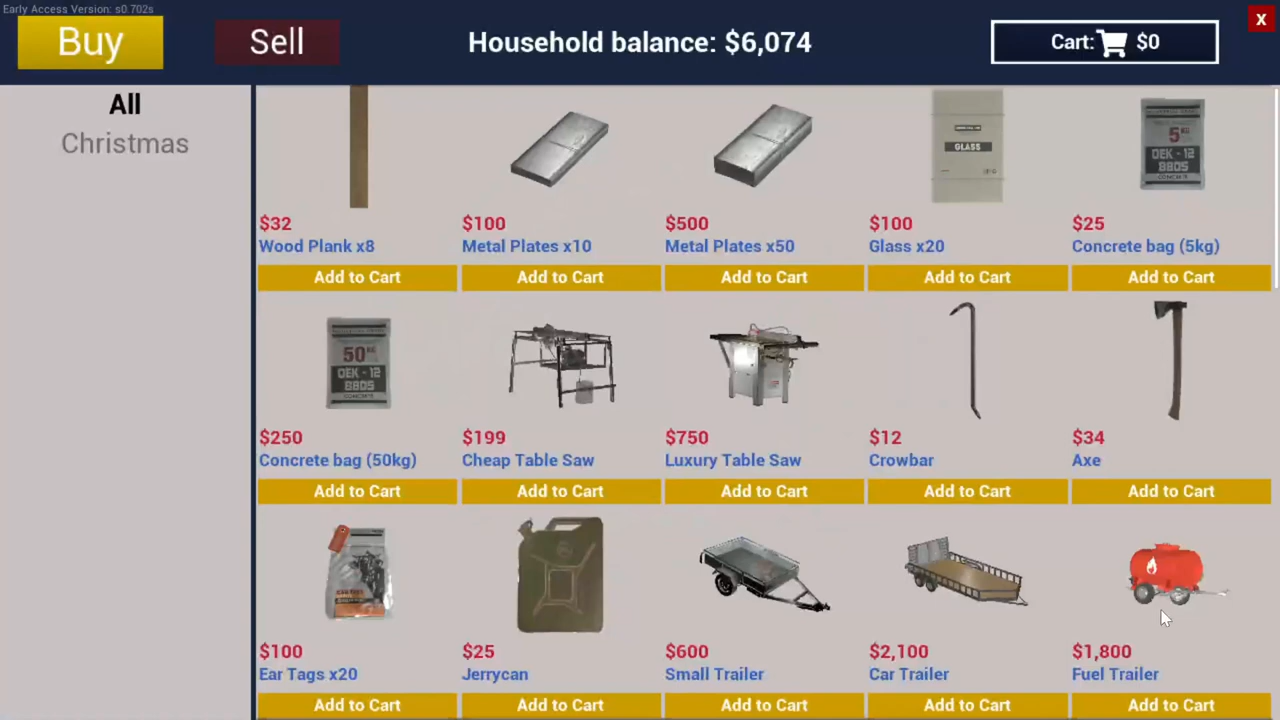 Early Access Version: s0.702s
Buy
Sell
Household balance: $6,074
Cart: $0
X
All
Christmas
GLASS
5KG
OEK - 12
BBDS
CONCRETE
$32
$100
$500
$100
$25
Wood Plank x8
Metal Plates x10
Metal Plates x50
Glass x20
Concrete bag (5kg)
Add to Cart
Add to Cart
Add to Cart
Add to Cart
Add to Cart
50KG
OEK - 12
BBDS
CONCRETE
$250
$199
$750
$12
$34
Concrete bag (50kg)
Cheap Table Saw
Luxury Table Saw
Crowbar
Axe
Add to Cart
Add to Cart
Add to Cart
Add to Cart
Add to Cart
$100
$25
$600
$2,100
$1,800
Ear Tags x20
Jerrycan
Small Trailer
Car Trailer
Fuel Trailer
Add to Cart
Add to Cart
Add to Cart
Add to Cart
Add to Cart